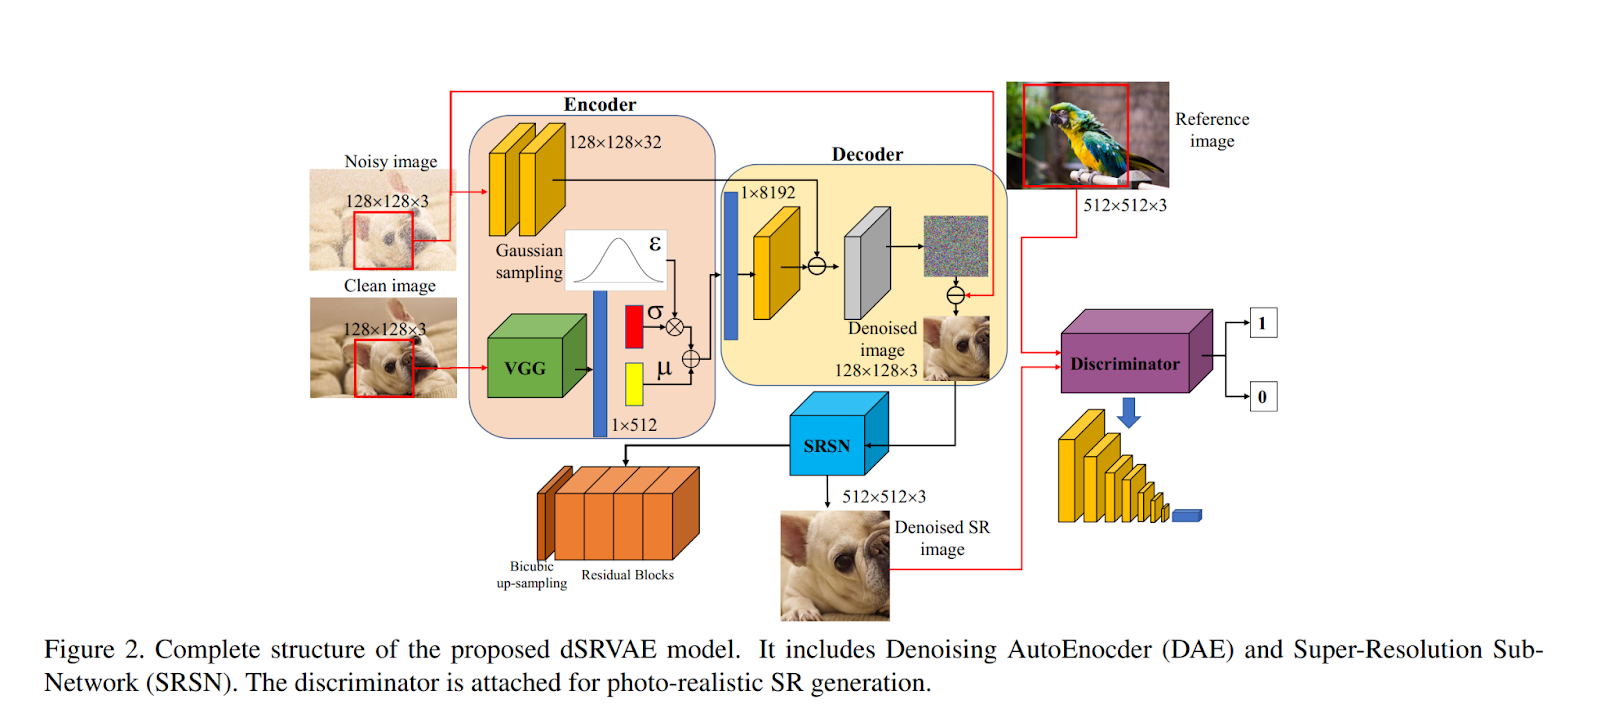 Encoder
128×128×32
Noisy image
128×128×3
Gaussian
sampling
ε
Clean image
128×128×3
VGG
σ
μ
1×512
Decoder
1×8192
Denoised
image
128×128×3
Reference
image
512×512×3
Discriminator
1
0
SRSN
512×512×3
Denoised SR
image
Bicubic
up-sampling
Residual Blocks
Figure 2. Complete structure of the proposed dSRVAE model. It includes Denoising AutoEnocder (DAE) and Super-Resolution Sub-
Network (SRSN). The discriminator is attached for photo-realistic SR generation.